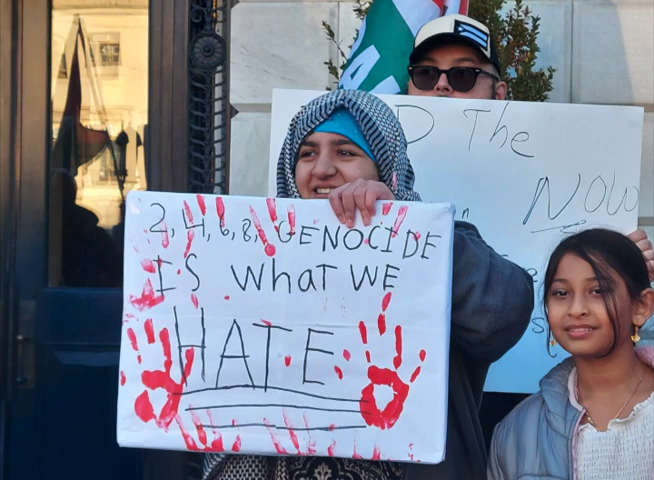 2, 4, 6, 8, GENOCIDE
IS WHaT WE
HATE
D The
NOW